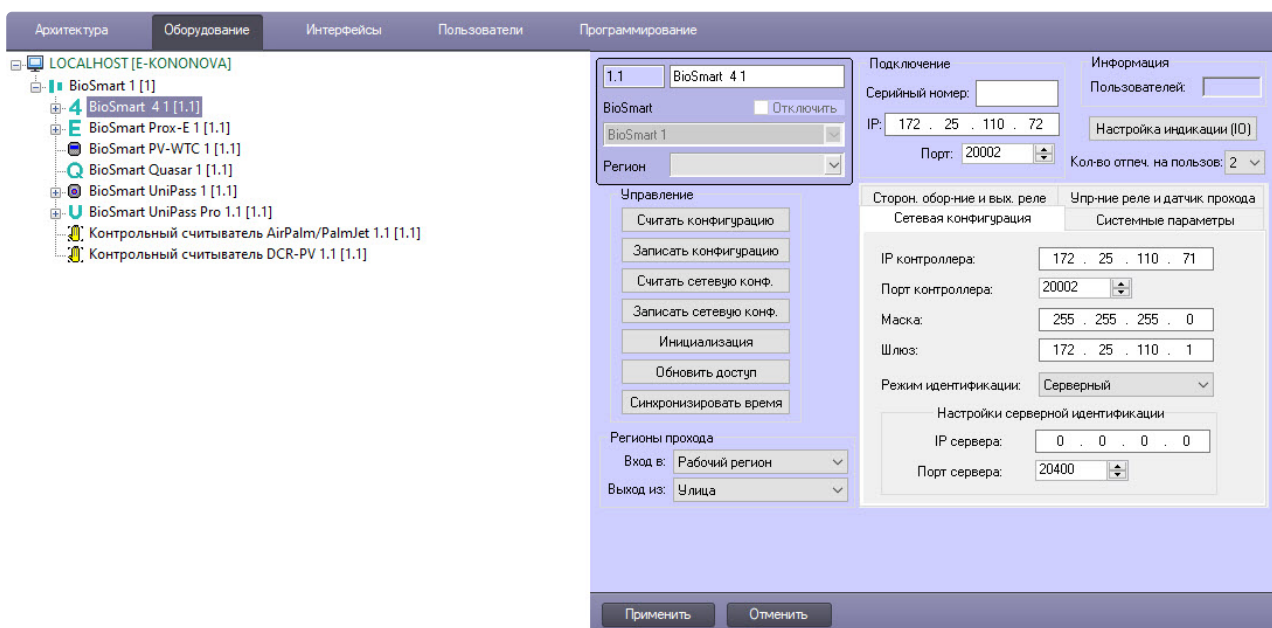 Архитектура Оборудование Интерфейсы Пользователи Программирование
LOCALHOST [E-KONONOVA]
BioSmart 1 [1]
BioSmart 4 1 [1.1]
BioSmart Prox-E 1 [1.1]
BioSmart PV-WTC 1 [1.1]
BioSmart Quasar 1 [1.1]
BioSmart UniPass 1 [1.1]
BioSmart UniPass Pro 1.1 [1.1]
Контрольный считыватель AirPalm/PalmJet 1.1 [1.1]
Контрольный считыватель DCR-PV 1.1 [1.1]
1.1 BioSmart 4 1
BioSmart Отключить
BioSmart 1
Регион
Подключение
Серийный номер:
IP: 172 . 25 . 110 . 72
Порт: 20002
Информация
Пользователей:
Настройка индикации (IO)
Кол-во отпеч. на пользов: 2
Управление
Считать конфигурацию
Записать конфигурацию
Считать сетевую конф.
Записать сетевую конф.
Инициализация
Обновить доступ
Синхронизировать время
Регионы прохода
Вход в: Рабочий регион
Выход из: Улица
Сторон. обор-ние и вых. реле Упр-ние реле и датчик прохода
Сетевая конфигурация Системные параметры
IP контроллера: 172 . 25 . 110 . 71
Порт контроллера: 20002
Маска: 255 . 255 . 255 . 0
Шлюз: 172 . 25 . 110 . 1
Режим идентификации: Серверный
Настройки серверной идентификации
IP сервера: 0 . 0 . 0 . 0
Порт сервера: 20400
Применить Отменить